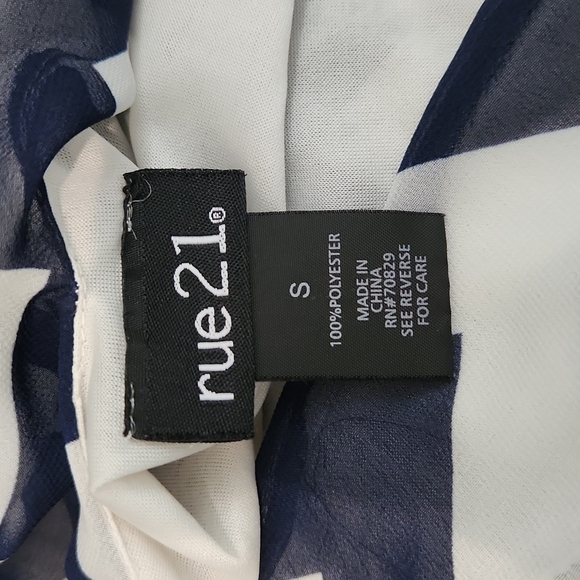 rue21®
S
100%POLYESTER
MADE IN
CHINA
RN#70829
SEE REVERSE
FOR CARE